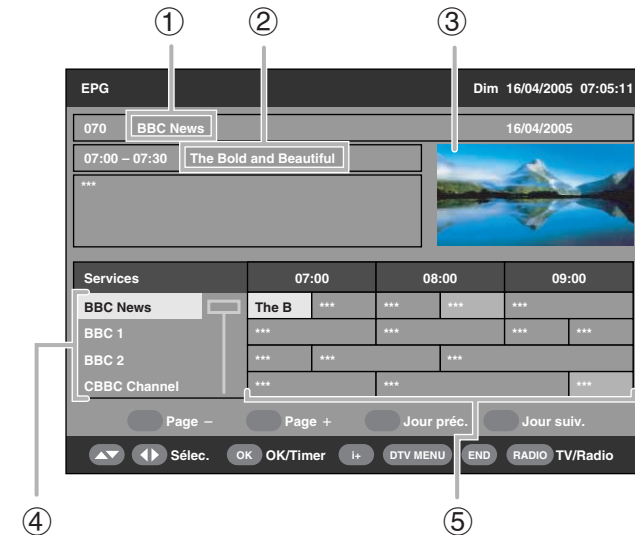 ① ② ③
EPG Dim 16/04/2005 07:05:11
070 BBC News 16/04/2005
07:00 – 07:30 The Bold and Beautiful
***
Services 07:00 08:00 09:00
BBC News The B *** *** *** ***
BBC 1 *** *** *** ***
BBC 2 *** *** ***
CBBC Channel *** *** ***
Page – Page + Jour préc. Jour suiv.
Sélec. OK OK/Timer i+ DTV MENU END RADIO TV/Radio
④ ⑤